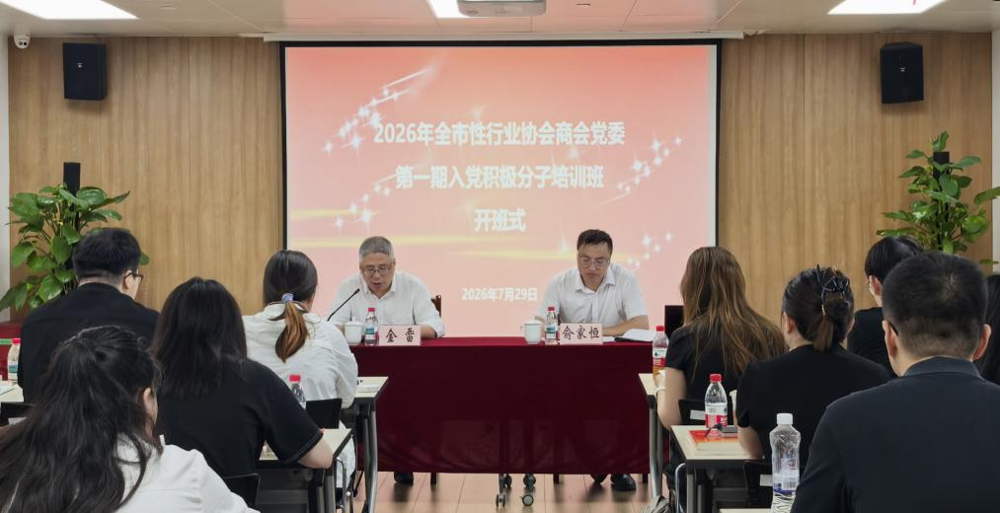 2026年全市性行业协会商会党委
第一期入党积极分子培训班
开班式
2026年7月29日
金 雷
俞家恒